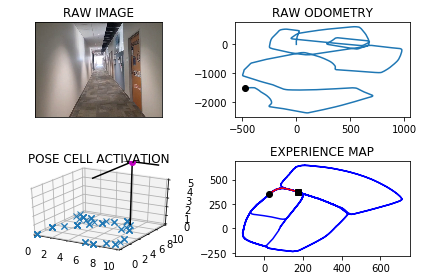 RAW IMAGE
RAW ODOMETRY
0
−1000
−2000
−500 0 500 1000
POSE CELL ACTIVATION
5
4
3
2
1
0
0 2 4 6 8 10
0 2 4 6 8 10
EXPERIENCE MAP
500
250
0
−250
0 200 400 600